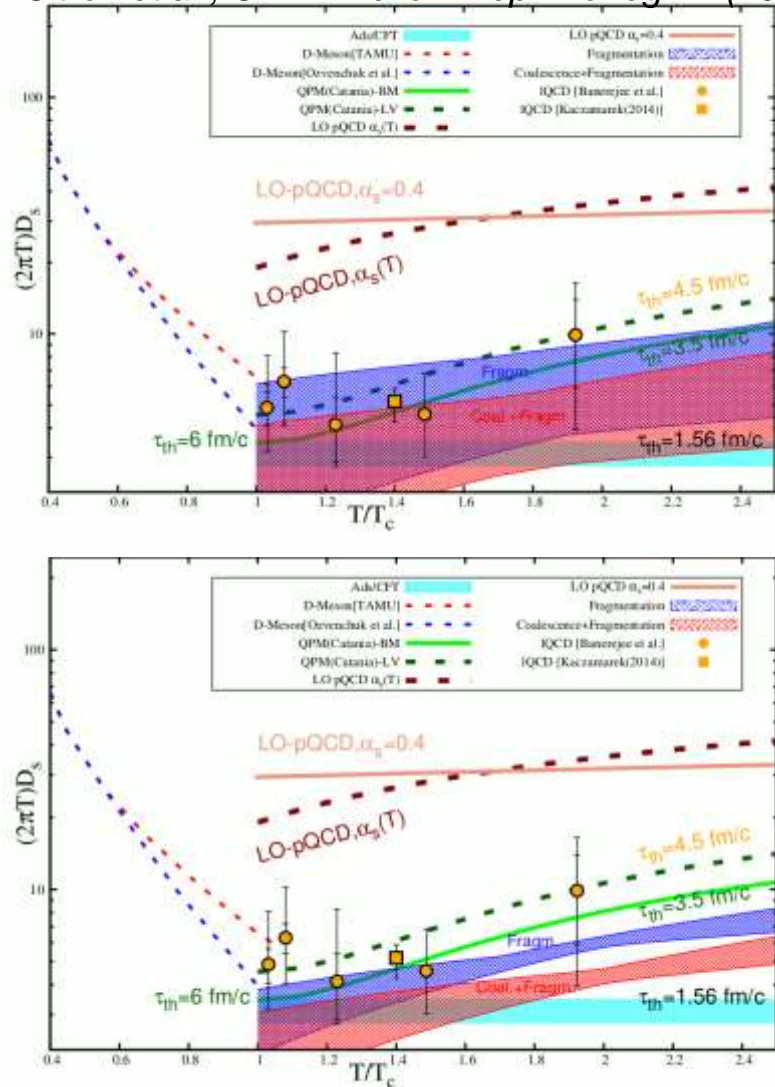 Ads/CFT
D-Meson[TAMU]
D-Meson[Ozvenchuk et al.]
QPM(Catania)-BM
QPM(Catania)-LV
LO pQCD αs(T)
LO pQCD αs=0.4
Fragmentation
Coalescence+Fragmentation
lQCD [Banerjee et al.]
lQCD [Kaczamarek(2014)]
100
10
(2πT)Ds
LO-pQCD,αs=0.4
LO-pQCD,αs(T)
τth=4.5 fm/c
τth=3.5 fm/c
Fragm
Coal.+Fragm
τth=6 fm/c
τth=1.56 fm/c
0.4 0.6 0.8 1 1.2 1.4 1.6 1.8 2 2.2 2.4
T/Tc
Ads/CFT
D-Meson[TAMU]
D-Meson[Ozvenchuk et al.]
QPM(Catania)-BM
QPM(Catania)-LV
LO pQCD αs(T)
LO pQCD αs=0.4
Fragmentation
Coalescence+Fragmentation
lQCD [Banerjee et al.]
lQCD [Kaczamarek(2014)]
100
10
(2πT)Ds
LO-pQCD,αs=0.4
LO-pQCD,αs(T)
τth=4.5 fm/c
τth=3.5 fm/c
Fragm
Coal.+Fragm
τth=6 fm/c
τth=1.56 fm/c
0.4 0.6 0.8 1 1.2 1.4 1.6 1.8 2 2.2 2.4
T/Tc